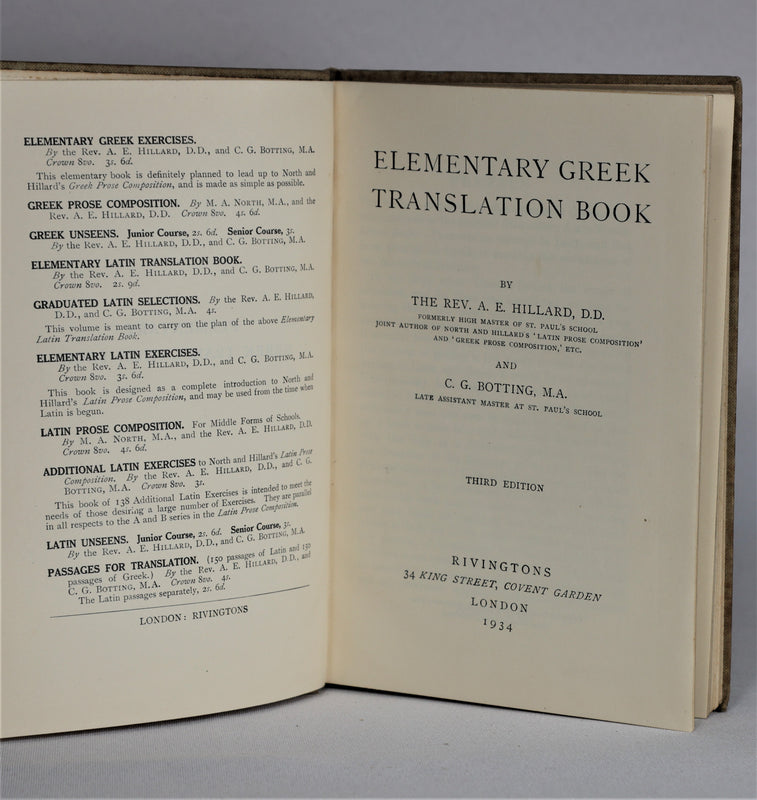 ELEMENTARY GREEK EXERCISES.
By the Rev. A. E. HILLARD, D.D., and C. G. BOTTING, M.A.
Crown 8vo. 3s. 6d.
This elementary book is definitely planned to lead up to North and
Hillard's Greek Prose Composition, and is made as simple as possible.
GREEK PROSE COMPOSITION. By M. A. NORTH, M.A., and the
Rev. A. E. HILLARD, D.D. Crown 8vo. 4s. 6d.
GREEK UNSEENS. Junior Course, 2s. 6d. Senior Course, 3s.
By the Rev. A. E. HILLARD, D.D., and C. G. BOTTING, M.A.
ELEMENTARY LATIN TRANSLATION BOOK.
By the Rev. A. E. HILLARD, D.D., and C. G. BOTTING, M.A.
Crown 8vo. 2s. 9d.
GRADUATED LATIN SELECTIONS. By the Rev. A. E. HILLARD,
D.D., and C. G. BOTTING, M.A. 4s.
This volume is meant to carry on the plan of the above Elementary
Latin Translation Book.
ELEMENTARY LATIN EXERCISES.
By the Rev. A. E. HILLARD, D.D., and C. G. BOTTING, M.A.
Crown 8vo. 3s. 6d.
This book is designed as a complete introduction to North and
Hillard's Latin Prose Composition, and may be used from the time when
Latin is begun.
LATIN PROSE COMPOSITION. For Middle Forms of Schools.
By M. A. NORTH, M.A., and the Rev. A. E. HILLARD, D.D.
Crown 8vo. 4s. 6d.
ADDITIONAL LATIN EXERCISES to North and Hillard's Latin Prose
Composition. By the Rev. A. E. HILLARD, D.D., and C. G.
BOTTING, M.A. Crown 8vo. 3s.
This book of 138 Additional Latin Exercises is intended to meet the
needs of those desiring a large number of Exercises. They are parallel
in all respects to the A and B series in the Latin Prose Composition.
LATIN UNSEENS. Junior Course, 2s. 6d. Senior Course, 3s.
By the Rev. A. E. HILLARD, D.D., and C. G. BOTTING, M.A.
PASSAGES FOR TRANSLATION. (150 passages of Latin and 150
passages of Greek.) By the Rev. A. E. HILLARD, D.D., and
C. G. BOTTING, M.A. Crown 8vo. 4s.
The Latin passages separately, 2s. 6d.
LONDON: RIVINGTONS
ELEMENTARY GREEK
TRANSLATION BOOK
BY
THE REV. A. E. HILLARD, D.D.
FORMERLY HIGH MASTER OF ST. PAUL'S SCHOOL
JOINT AUTHOR OF NORTH AND HILLARD'S 'LATIN PROSE COMPOSITION'
AND 'GREEK PROSE COMPOSITION,' ETC.
AND
C. G. BOTTING, M.A.
LATE ASSISTANT MASTER AT ST. PAUL'S SCHOOL
THIRD EDITION
RIVINGTONS
34 KING STREET, COVENT GARDEN
LONDON
1934